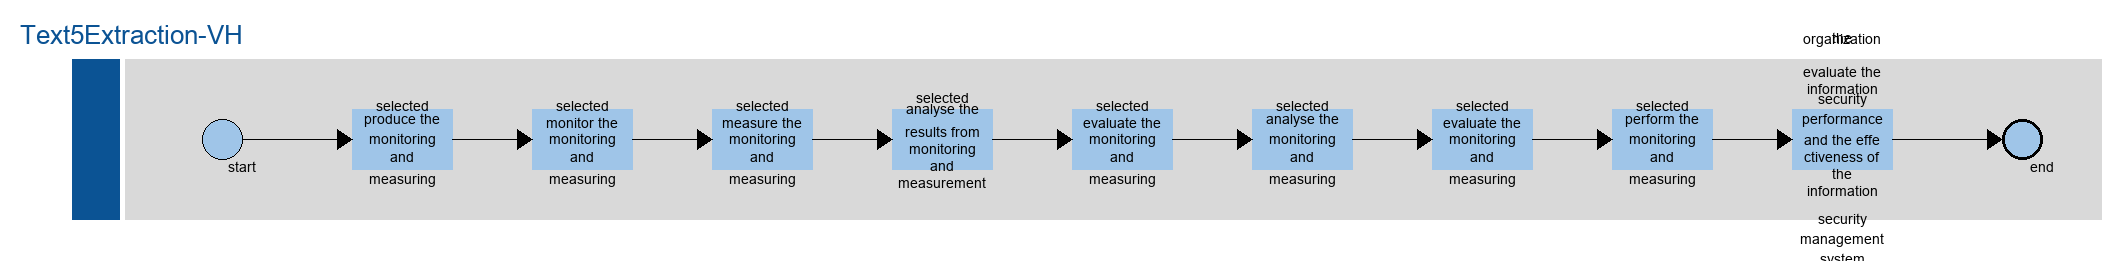 Text5Extraction-VH
start
selected
produce the
monitoring
and
measuring
selected
monitor the
monitoring
and
measuring
selected
measure the
monitoring
and
measuring
selected
analyse the
results from
monitoring
and
measurement
selected
evaluate the
monitoring
and
measuring
selected
analyse the
monitoring
and
measuring
selected
evaluate the
monitoring
and
measuring
selected
perform the
monitoring
and
measuring
the
organization
evaluate the
information
security
performance
and the effe
ctiveness of
the
information
security
management
system
end